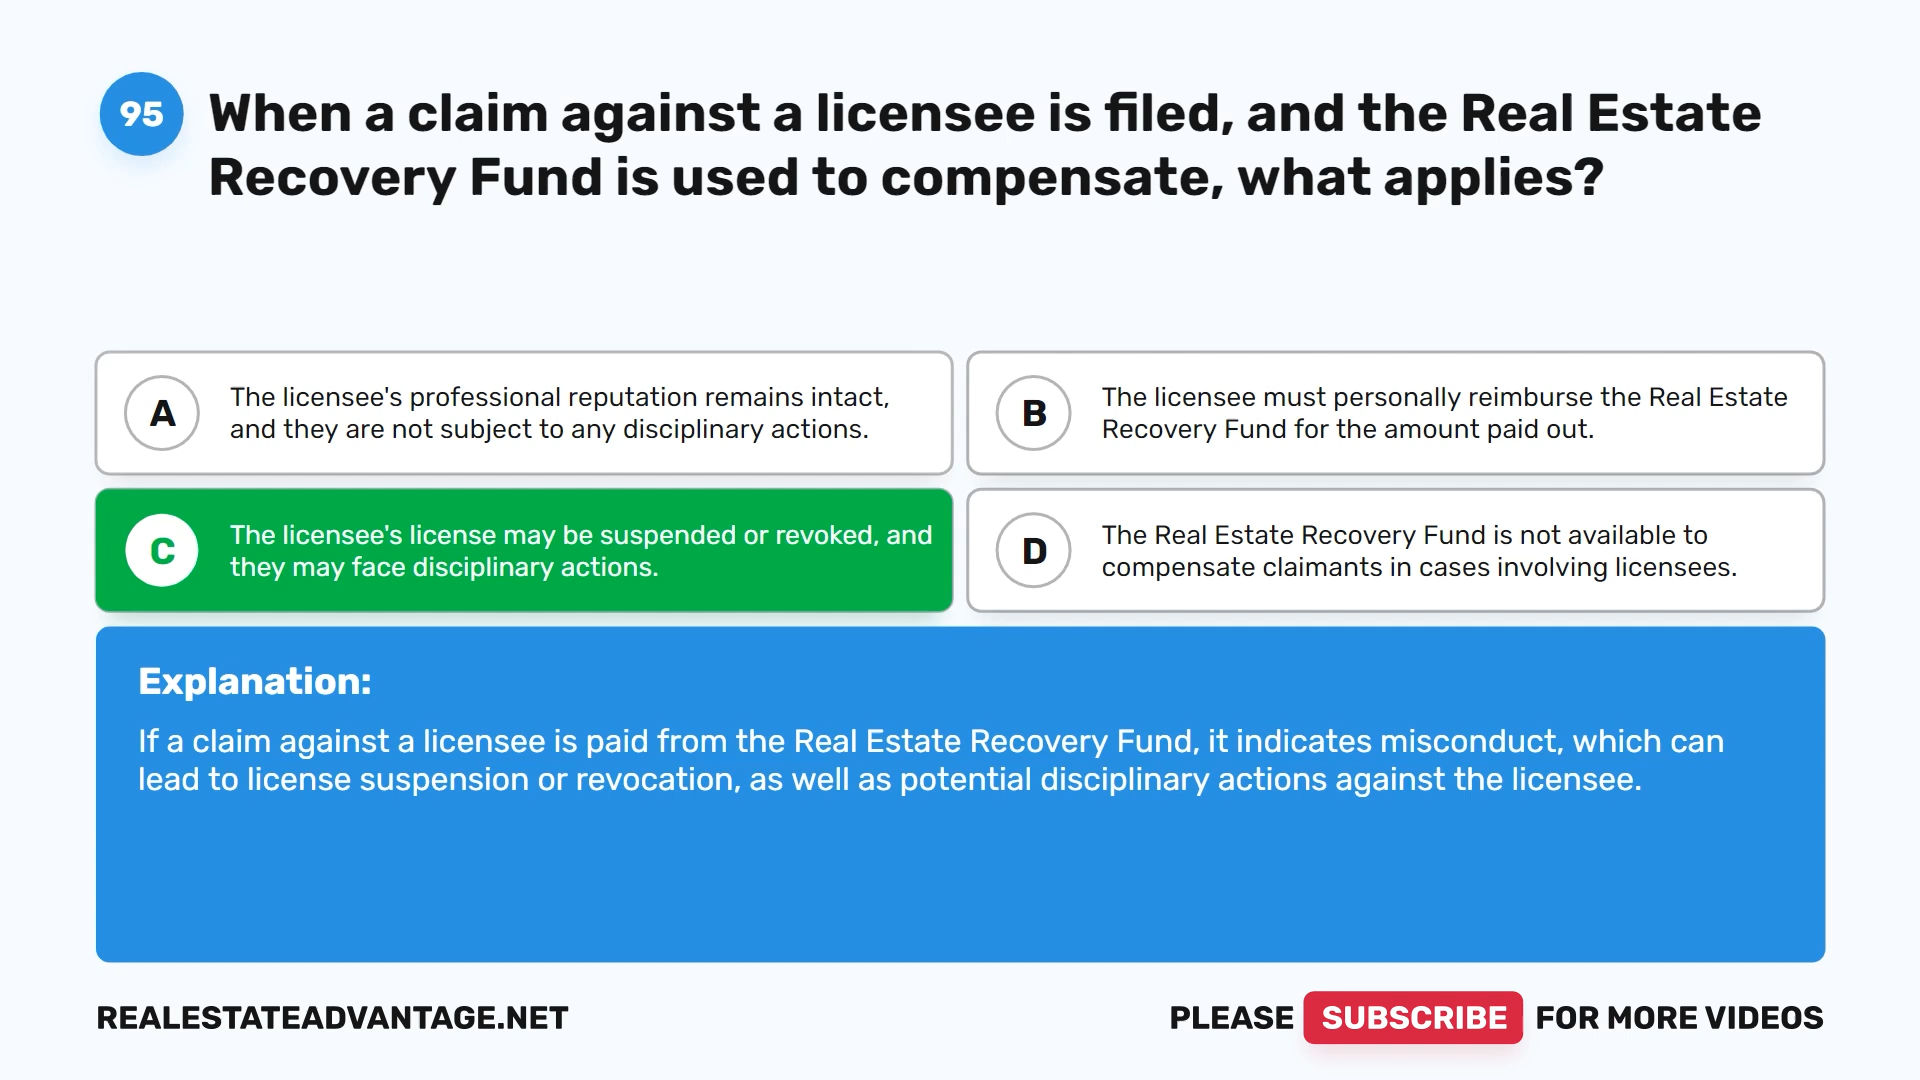 95
When a claim against a licensee is filed, and the Real Estate
Recovery Fund is used to compensate, what applies?
A
The licensee's professional reputation remains intact,
and they are not subject to any disciplinary actions.
B
The licensee must personally reimburse the Real Estate
Recovery Fund for the amount paid out.
C
The licensee's license may be suspended or revoked, and
they may face disciplinary actions.
D
The Real Estate Recovery Fund is not available to
compensate claimants in cases involving licensees.
Explanation:
If a claim against a licensee is paid from the Real Estate Recovery Fund, it indicates misconduct, which can
lead to license suspension or revocation, as well as potential disciplinary actions against the licensee.
REALESTATEADVANTAGE.NET
PLEASE SUBSCRIBE FOR MORE VIDEOS